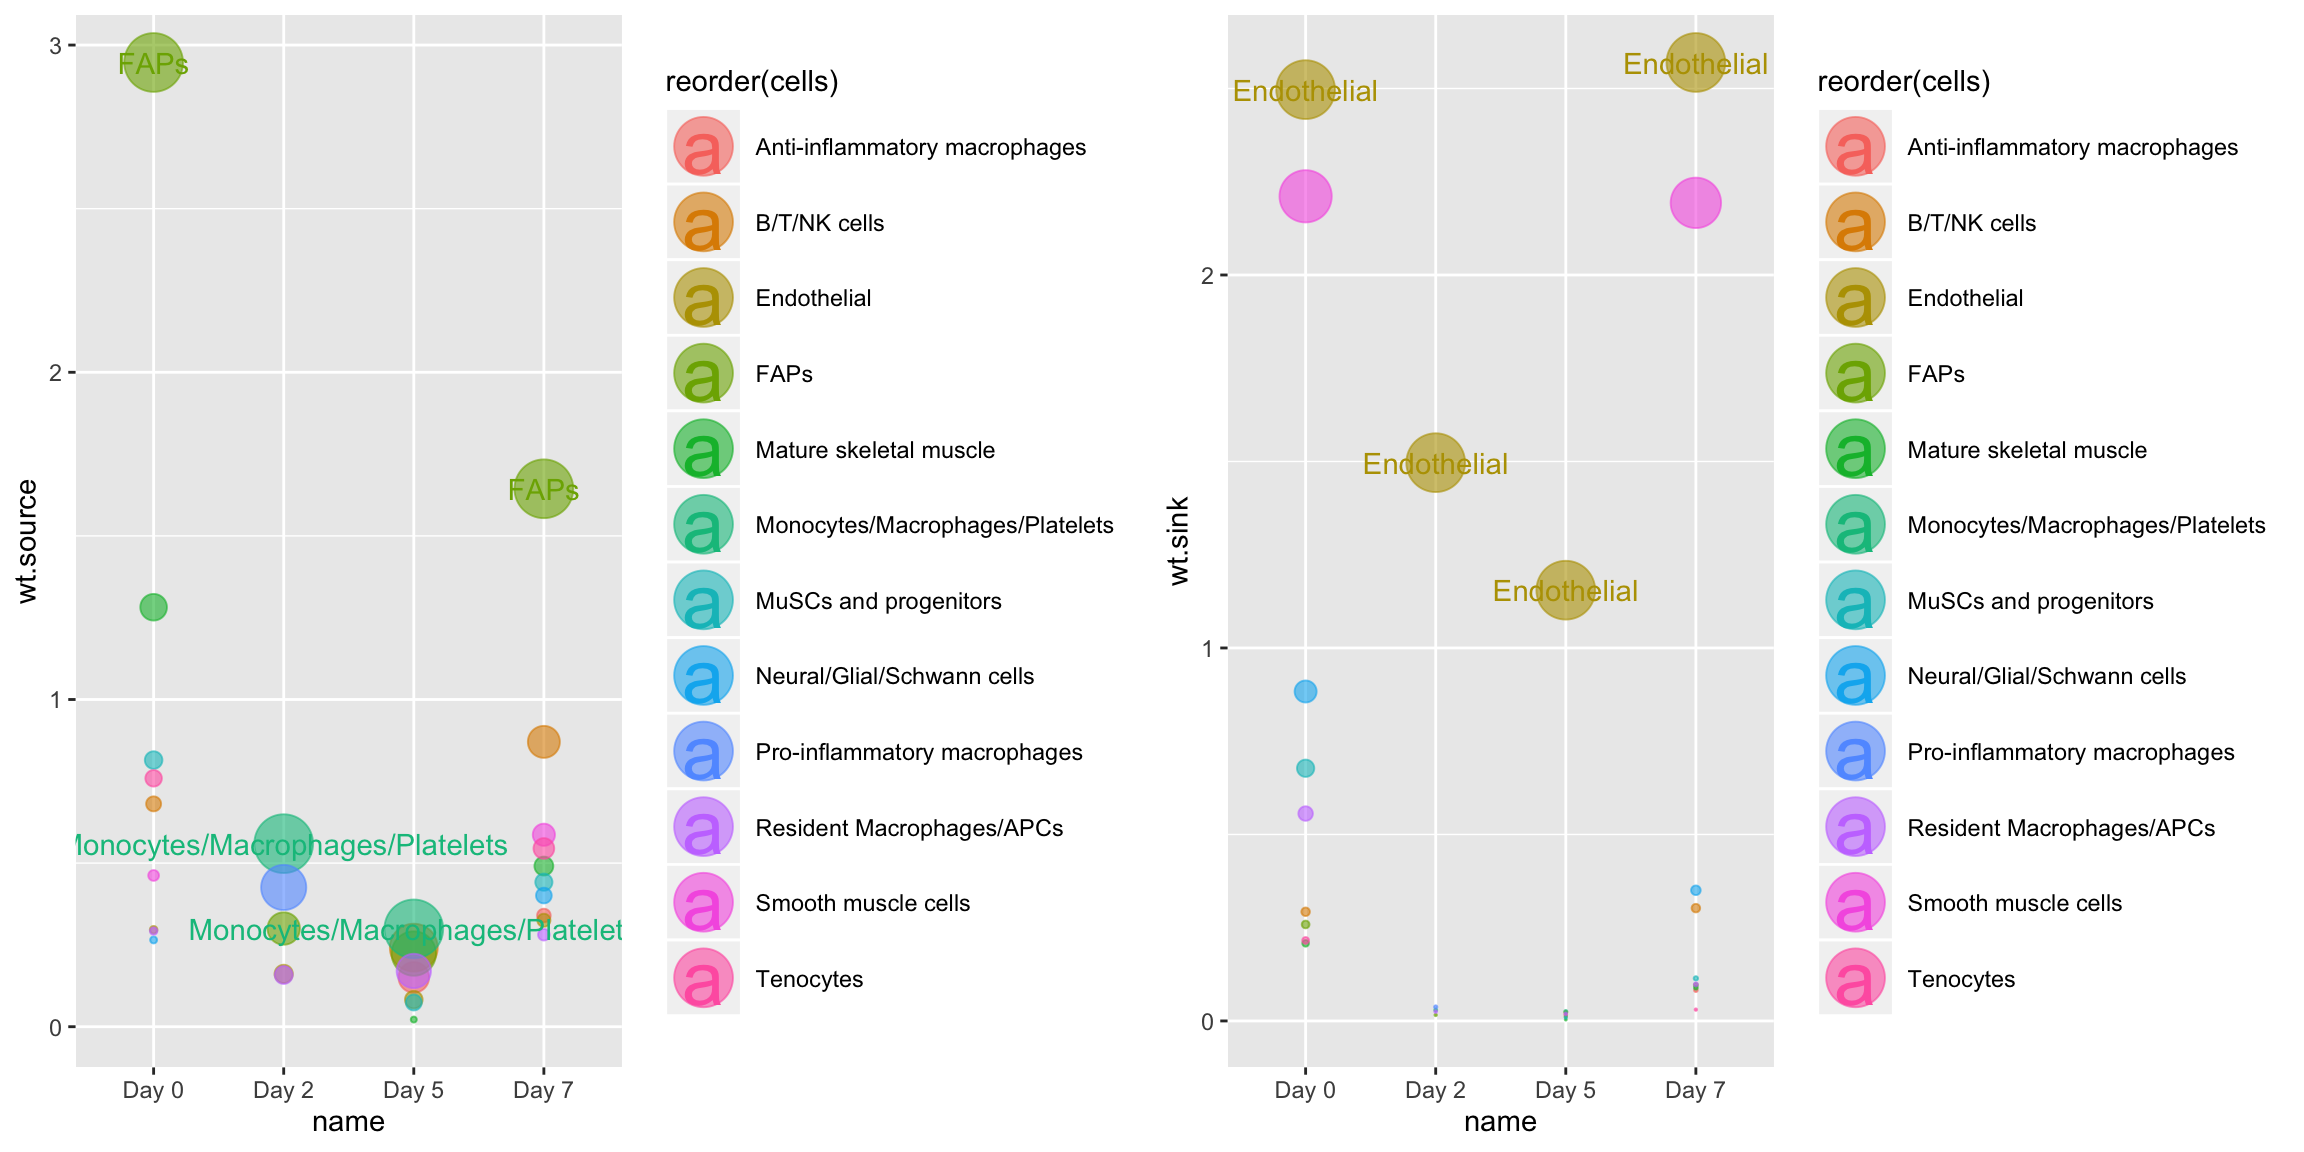 wt.source
3
2
1
0
FAPs
FAPs
Monocytes/Macrophages/Platelets
Monocytes/Macrophages/Platelet
Day 0
Day 2
Day 5
Day 7
name
reorder(cells)
a Anti-inflammatory macrophages
a B/T/NK cells
a Endothelial
a FAPs
a Mature skeletal muscle
a Monocytes/Macrophages/Platelets
a MuSCs and progenitors
a Neural/Glial/Schwann cells
a Pro-inflammatory macrophages
a Resident Macrophages/APCs
a Smooth muscle cells
a Tenocytes
wt.sink
2
1
0
Endothelial
Endothelial
Endothelial
Endothelial
Day 0
Day 2
Day 5
Day 7
name
reorder(cells)
a Anti-inflammatory macrophages
a B/T/NK cells
a Endothelial
a FAPs
a Mature skeletal muscle
a Monocytes/Macrophages/Platelets
a MuSCs and progenitors
a Neural/Glial/Schwann cells
a Pro-inflammatory macrophages
a Resident Macrophages/APCs
a Smooth muscle cells
a Tenocytes